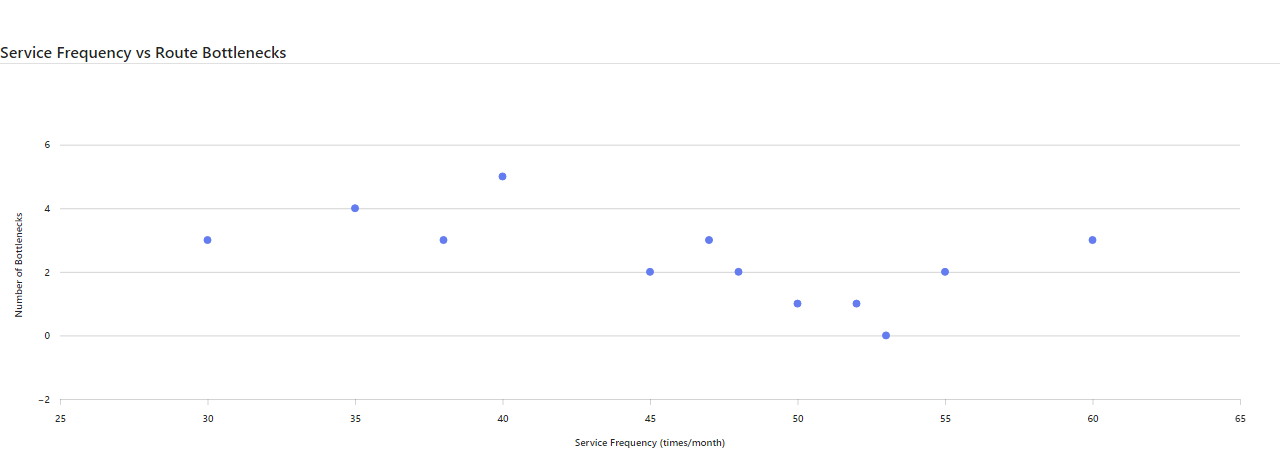 Service Frequency vs Route Bottlenecks
6
4
2
0
−2
Number of Bottlenecks
25 30 35 40 45 50 55 60 65
Service Frequency (times/month)